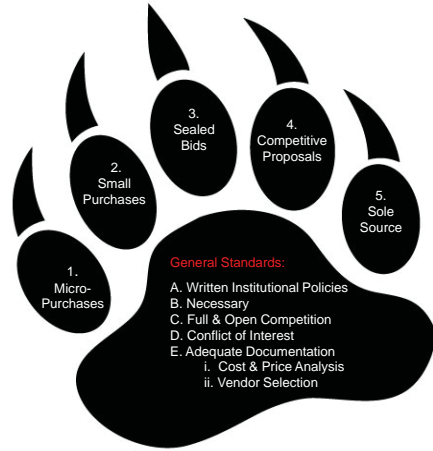 1.
Micro-
Purchases
2.
Small
Purchases
3.
Sealed
Bids
4.
Competitive
Proposals
5.
Sole
Source
General Standards:
A. Written Institutional Policies
B. Necessary
C. Full & Open Competition
D. Conflict of Interest
E. Adequate Documentation
i. Cost & Price Analysis
ii. Vendor Selection